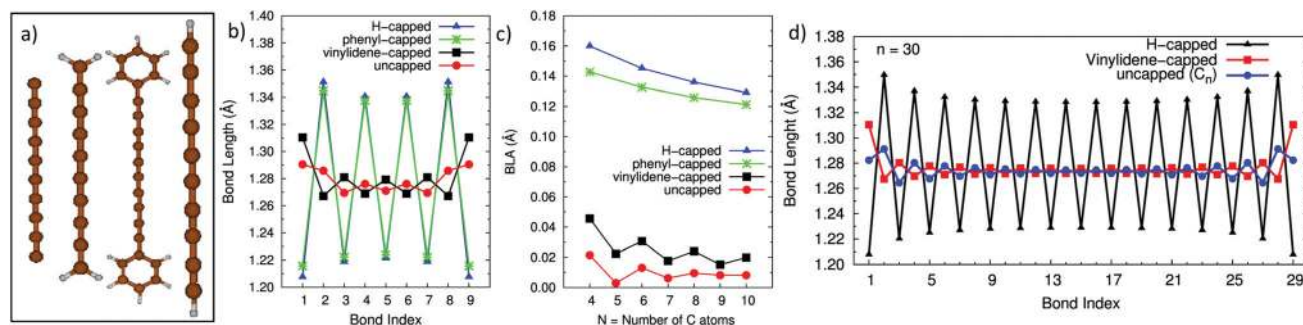 a)
b)
1.40
1.38
1.36
1.34
1.32
1.30
1.28
1.26
1.24
1.22
1.20
Bond Length (Å)
H-capped
phenyl-capped
vinylidene-capped
uncapped
1 2 3 4 5 6 7 8 9
Bond Index
c)
0.18
0.16
0.14
0.12
0.10
0.08
0.06
0.04
0.02
0.00
BLA (Å)
H-capped
phenyl-capped
vinylidene-capped
uncapped
4 5 6 7 8 9 10
N = Number of C atoms
d)
1.38
1.36
1.34
1.32
1.30
1.28
1.26
1.24
1.22
1.20
Bond Lenght (Å)
n = 30
H-capped
Vinylidene-capped
uncapped (Cn)
1 5 9 13 17 21 25 29
Bond Index